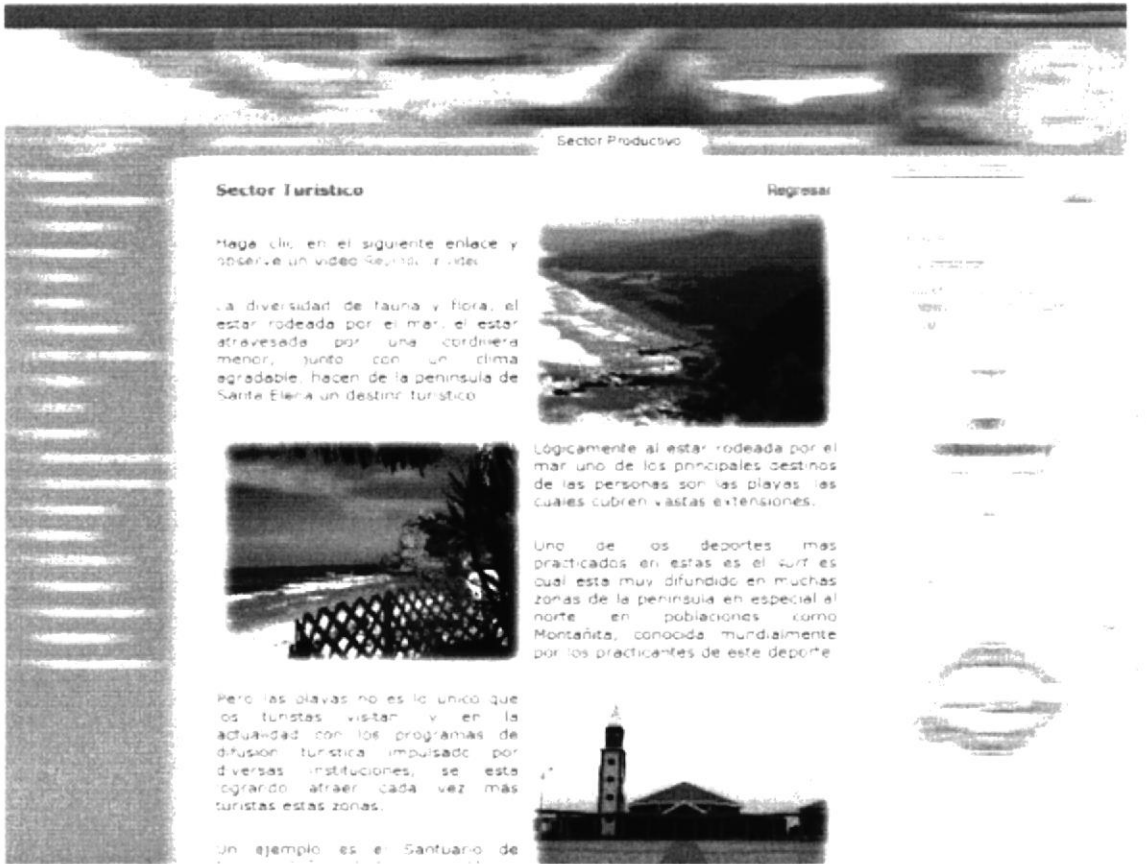 Sector Productivo
Sector Turístico
Regresar
Haga clic en el siguiente enlace y
observe un video
La diversidad de fauna y flora, el
estar rodeada por el mar, el estar
atravesada por una cordillera
menor, junto con un clima
agradable, hacen de la península de
Santa Elena un destino turístico
Lógicamente al estar rodeada por el
mar uno de los principales destinos
de las personas son las playas, las
cuales cubren vastas extensiones.
Uno de los deportes mas
practicados en estas es el surf es
cual esta muy difundido en muchas
zonas de la península en especial al
norte en poblaciones como
Montañita, conocida mundialmente
por los practicantes de este deporte
Pero las playas no es lo unico que
los turistas visitan y en la
actualidad con los programas de
difusión turística impulsado por
diversas instituciones, se esta
logrando atraer cada vez más
turistas estas zonas.
Un ejemplo es el Santuario de